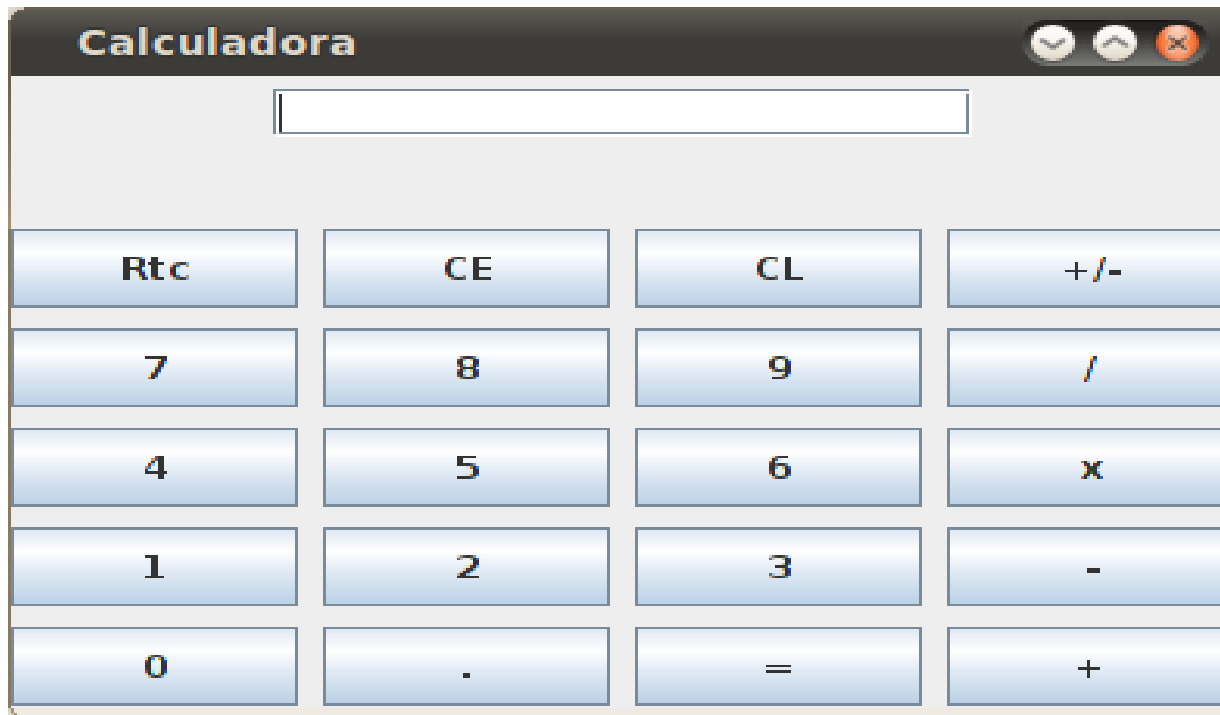 Calculadora
Rtc CE CL +/-
7 8 9 /
4 5 6 x
1 2 3 -
0 . = +